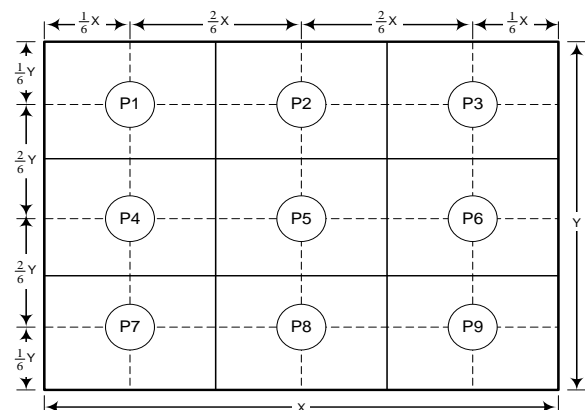 1/6 X 2/6 X 2/6 X 1/6 X
1/6 Y
P1 P2 P3
2/6 Y
P4 P5 P6 Y
2/6 Y
P7 P8 P9
1/6 Y
X